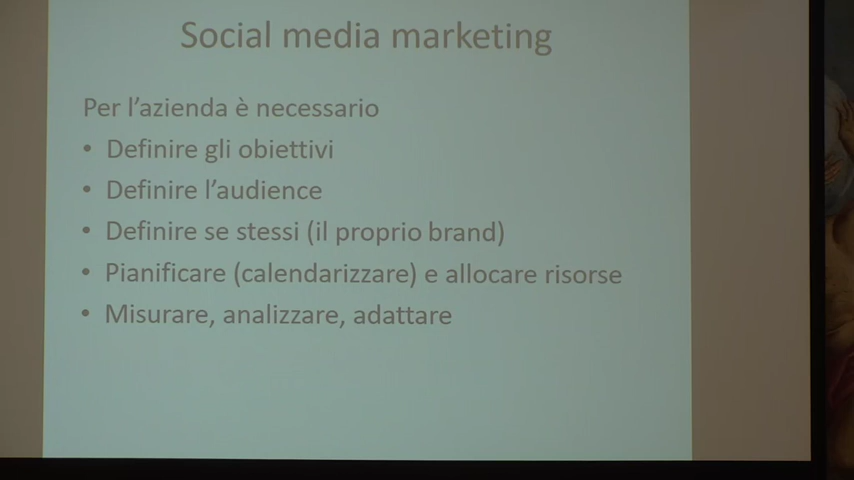 Social media marketing
Per l'azienda è necessario
• Definire gli obiettivi
• Definire l'audience
• Definire se stessi (il proprio brand)
• Pianificare (calendarizzare) e allocare risorse
• Misurare, analizzare, adattare